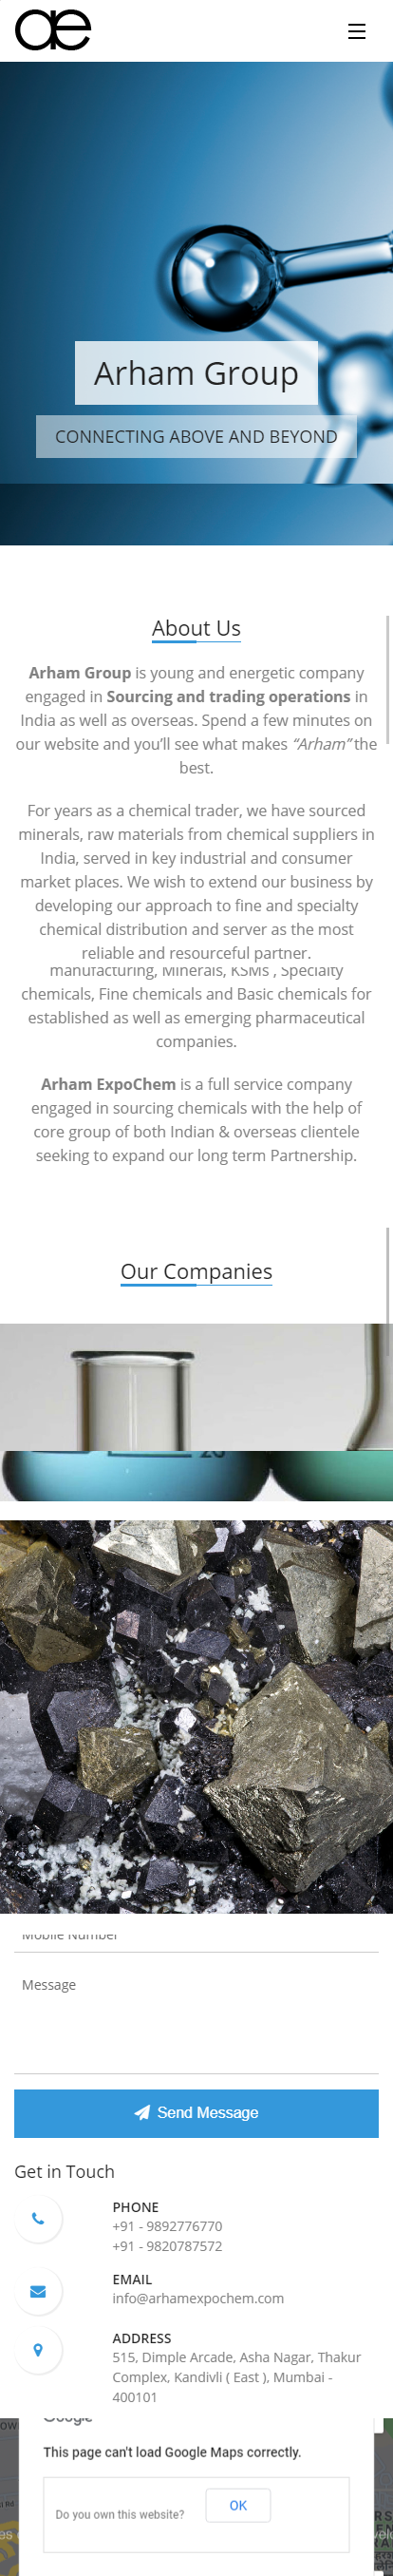 ae
Arham Group
CONNECTING ABOVE AND BEYOND
About Us
Arham Group is young and energetic company
engaged in Sourcing and trading operations in
India as well as overseas. Spend a few minutes on
our website and you’ll see what makes “Arham” the
best.
For years as a chemical trader, we have sourced
minerals, raw materials from chemical suppliers in
India, served in key industrial and consumer
market places. We wish to extend our business by
developing our approach to fine and specialty
chemical distribution and server as the most
reliable and resourceful partner.
manufacturing, Minerals, KSMs , Specialty
chemicals, Fine chemicals and Basic chemicals for
established as well as emerging pharmaceutical
companies.
Arham ExpoChem is a full service company
engaged in sourcing chemicals with the help of
core group of both Indian & overseas clientele
seeking to expand our long term Partnership.
Our Companies
Mobile Number
Message
Send Message
Get in Touch
PHONE
+91 - 9892776770
+91 - 9820787572
EMAIL
info@arhamexpochem.com
ADDRESS
515, Dimple Arcade, Asha Nagar, Thakur
Complex, Kandivli ( East ), Mumbai -
400101
Google
This page can't load Google Maps correctly.
Do you own this website?
OK